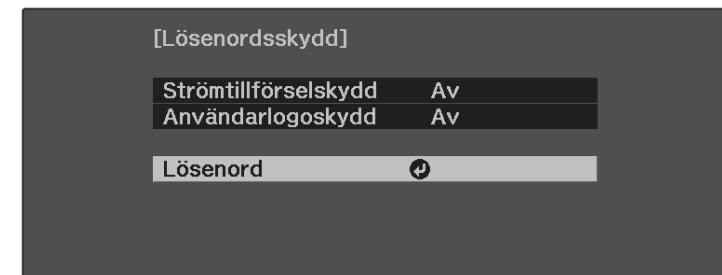 [Lösenordsskydd]
Strömtillförselskydd Av
Användarlogoskydd Av
Lösenord